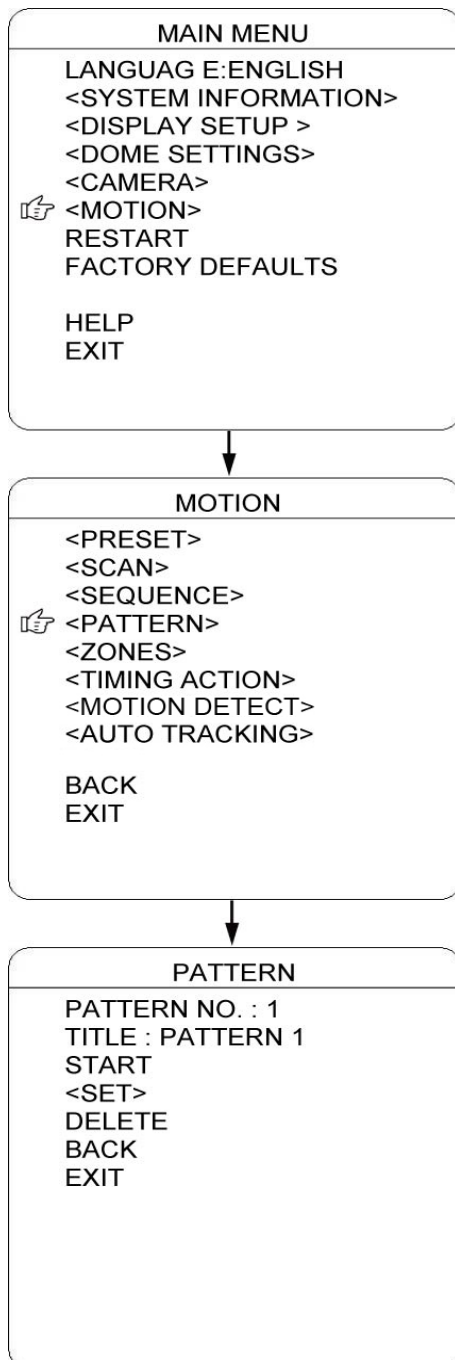 MAIN MENU
LANGUAG E:ENGLISH
<SYSTEM INFORMATION>
<DISPLAY SETUP >
<DOME SETTINGS>
<CAMERA>
<MOTION>
RESTART
FACTORY DEFAULTS
HELP
EXIT
MOTION
<PRESET>
<SCAN>
<SEQUENCE>
<PATTERN>
<ZONES>
<TIMING ACTION>
<MOTION DETECT>
<AUTO TRACKING>
BACK
EXIT
PATTERN
PATTERN NO. : 1
TITLE : PATTERN 1
START
<SET>
DELETE
BACK
EXIT